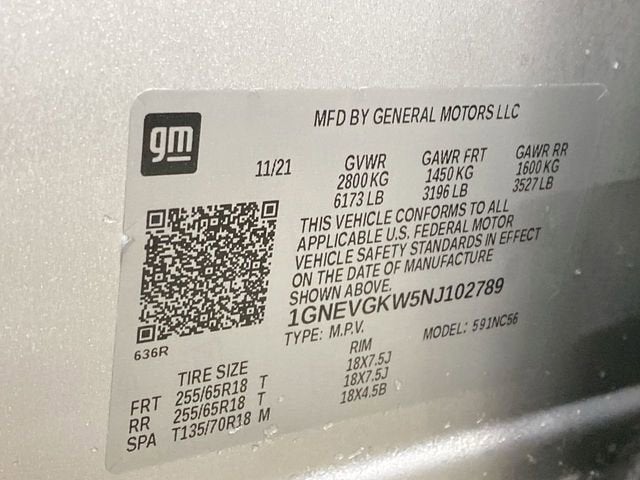 gm
MFD BY GENERAL MOTORS LLC
11/21
GVWR GAWR FRT GAWR RR
2800 KG 1450 KG 1600 KG
6173 LB 3196 LB 3527 LB
THIS VEHICLE CONFORMS TO ALL
APPLICABLE U.S. FEDERAL MOTOR
VEHICLE SAFETY STANDARDS IN EFFECT
ON THE DATE OF MANUFACTURE
SHOWN ABOVE.
1GNEVGKW5NJ102789
TYPE: M.P.V. MODEL: 591NC56
636R
TIRE SIZE RIM
FRT 255/65R18 T 18X7.5J
RR 255/65R18 T 18X7.5J
SPA T135/70R18 M 18X4.5B